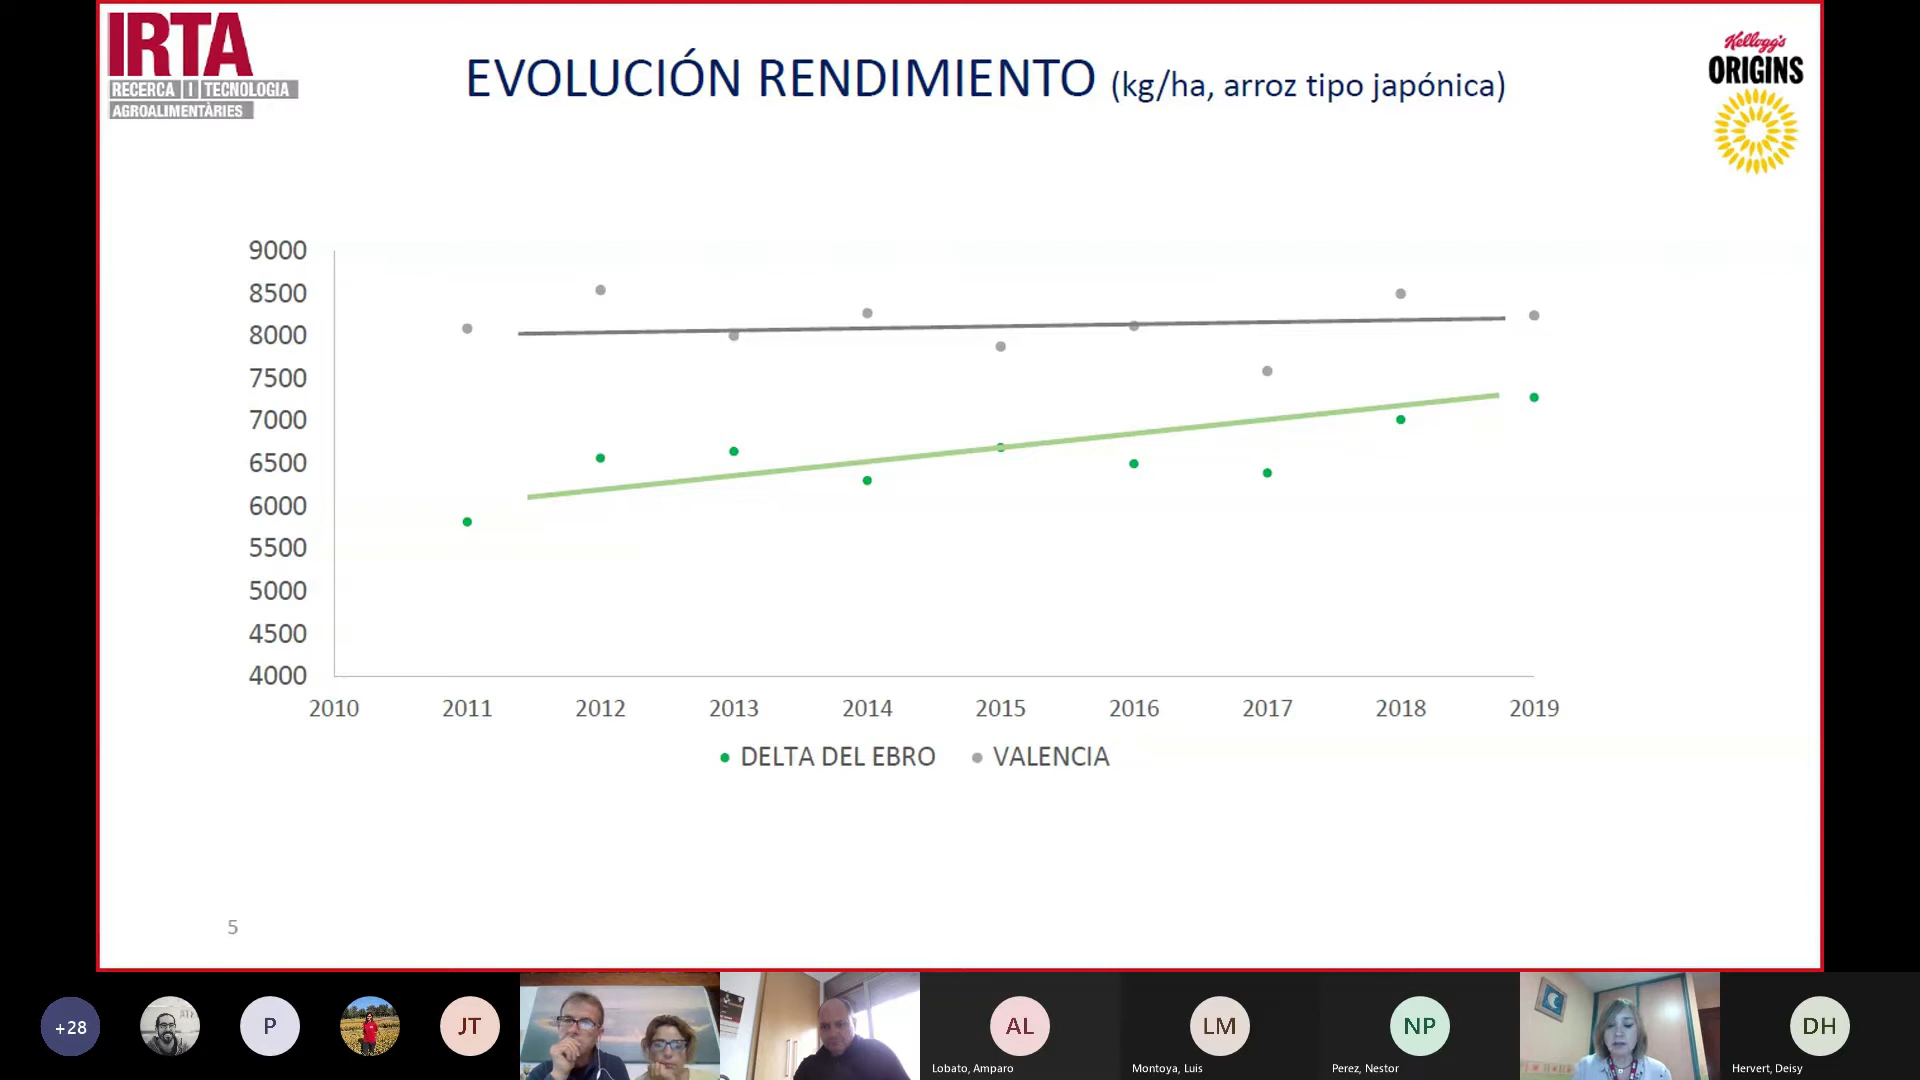 IRTA
RECERCA I TECNOLOGIA
AGROALIMENTÀRIES
EVOLUCIÓN RENDIMIENTO (kg/ha, arroz tipo japónica)
Kellogg's
ORIGINS
9000
8500
8000
7500
7000
6500
6000
5500
5000
4500
4000
2010 2011 2012 2013 2014 2015 2016 2017 2018 2019
DELTA DEL EBRO VALENCIA
5
+28 P JT AL LM NP DH
Lobato, Amparo Montoya, Luis Perez, Nestor Hervert, Deisy